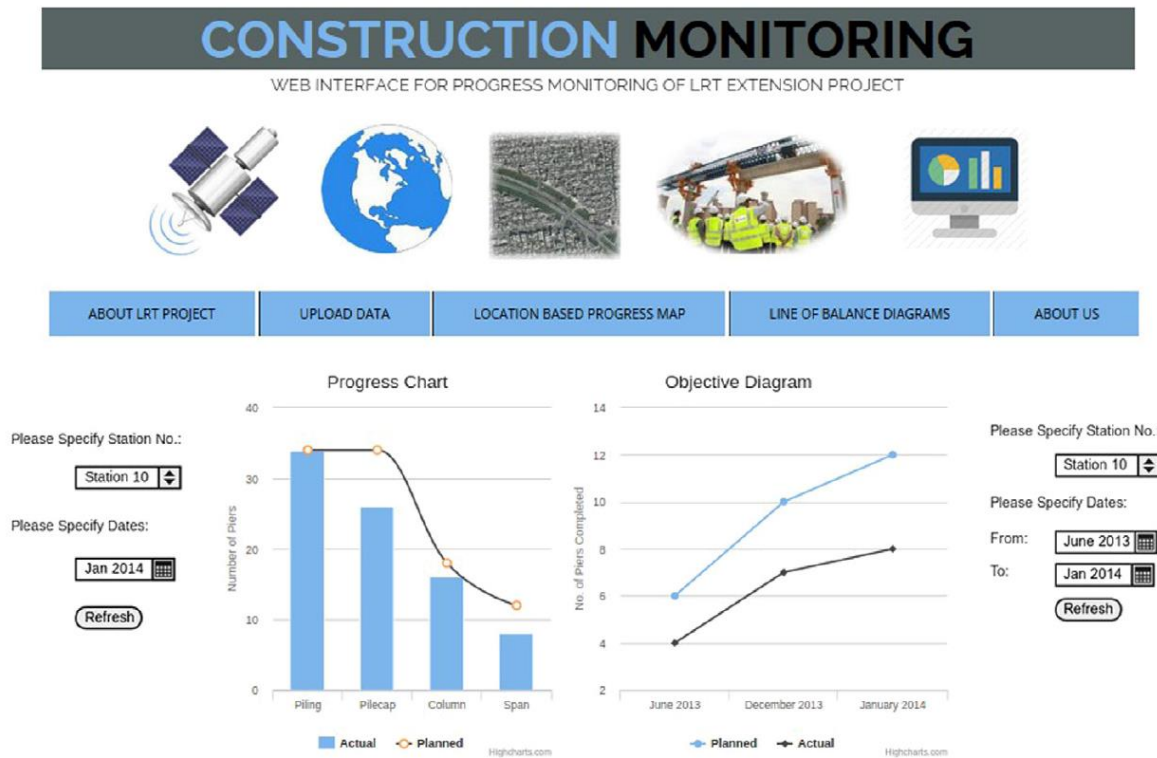 CONSTRUCTION MONITORING
WEB INTERFACE FOR PROGRESS MONITORING OF LRT EXTENSION PROJECT
ABOUT LRT PROJECT
UPLOAD DATA
LOCATION BASED PROGRESS MAP
LINE OF BALANCE DIAGRAMS
ABOUT US
Please Specify Station No.:
Station 10
Please Specify Dates:
Jan 2014
Refresh
Progress Chart
Number of Piers
40
30
20
10
0
Piling Pilecap Column Span
Actual Planned
Highcharts.com
Objective Diagram
No. of Piers Completed
14
12
10
8
6
4
2
June 2013 December 2013 January 2014
Planned Actual
Highcharts.com
Please Specify Station No.
Station 10
Please Specify Dates:
From: June 2013
To: Jan 2014
Refresh